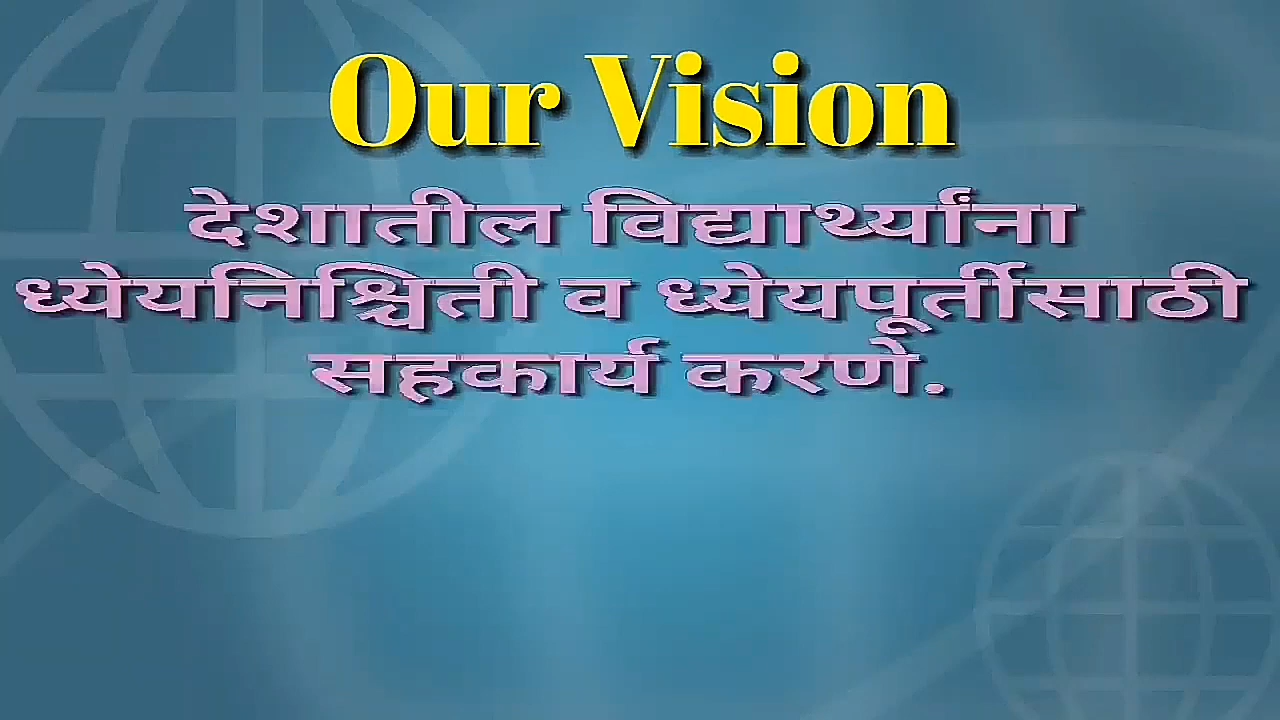 Our Vision
देशातील विद्यार्थ्यांना
ध्येयनिश्चिती व ध्येयपूर्तीसाठी
सहकार्य करणे.